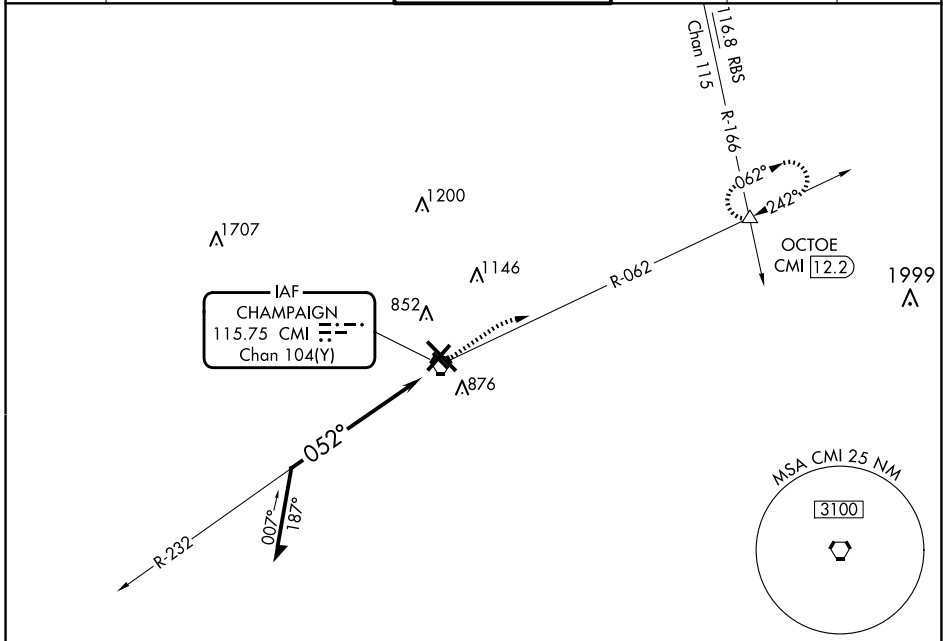 116.8 RBS
Chan 115
R-166
062°
242°
1200
1707
OCTOE
CMI 12.2
R-062
1146
1999
IAF
CHAMPAIGN
115.75 CMI
Chan 104(Y)
852
876
052°
MSA CMI 25 NM
3100
007°
187°
R-232